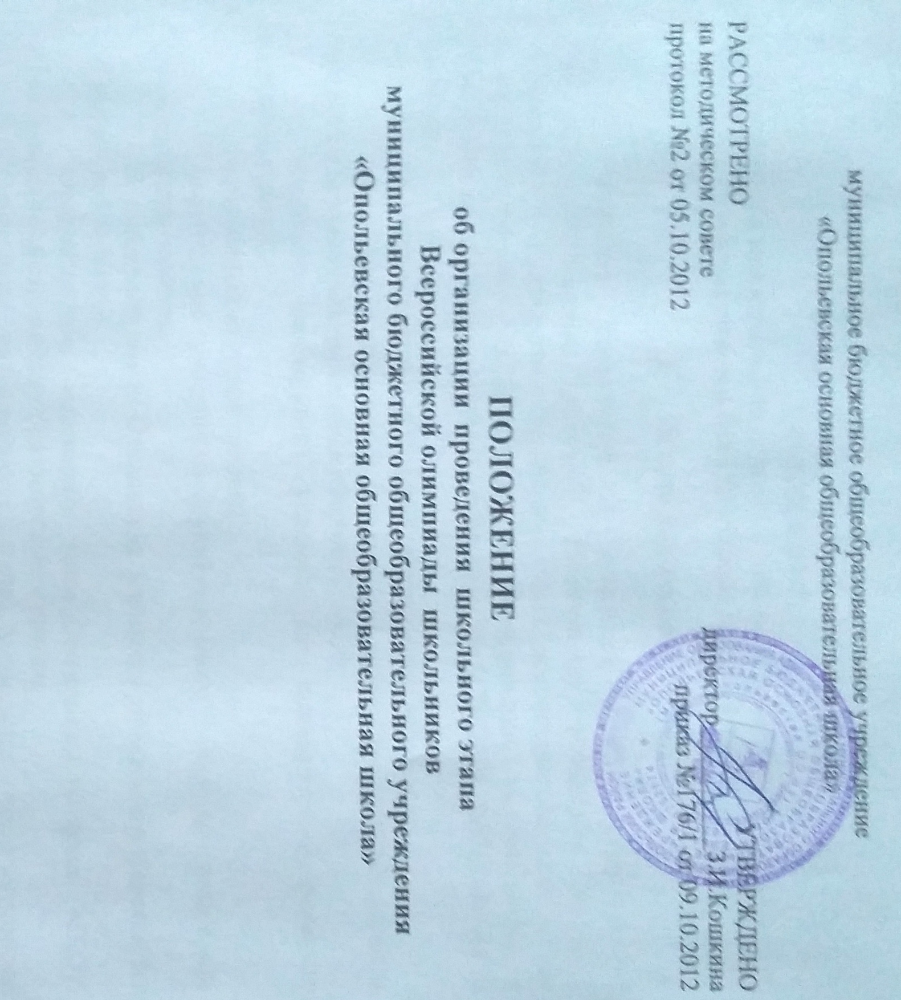 муниципальное бюджетное общеобразовательное учреждение
«Опольевская основная общеобразовательная школа»
РАССМОТРЕНО
на методическом совете
протокол №2 от 05.10.2012
УТВЕРЖДЕНО
директор З.И.Кошкина
приказ №176/1 от 09.10.2012
ПОЛОЖЕНИЕ
об организации проведения школьного этапа
Всероссийской олимпиады школьников
муниципального бюджетного общеобразовательного учреждения
«Опольевская основная общеобразовательная школа»